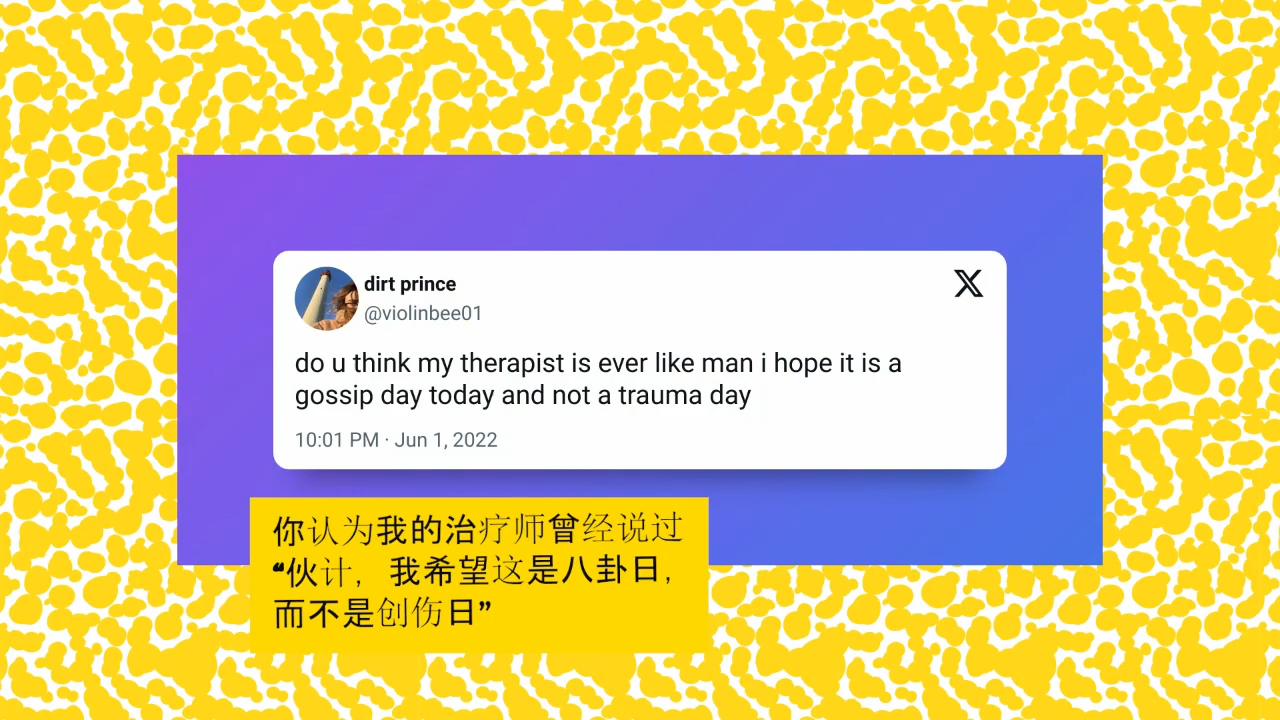 dirt prince
@violinbee01
do u think my therapist is ever like man i hope it is a
gossip day today and not a trauma day
10:01 PM · Jun 1, 2022
你认为我的治疗师曾经说过
“伙计，我希望这是八卦日，
而不是创伤日”